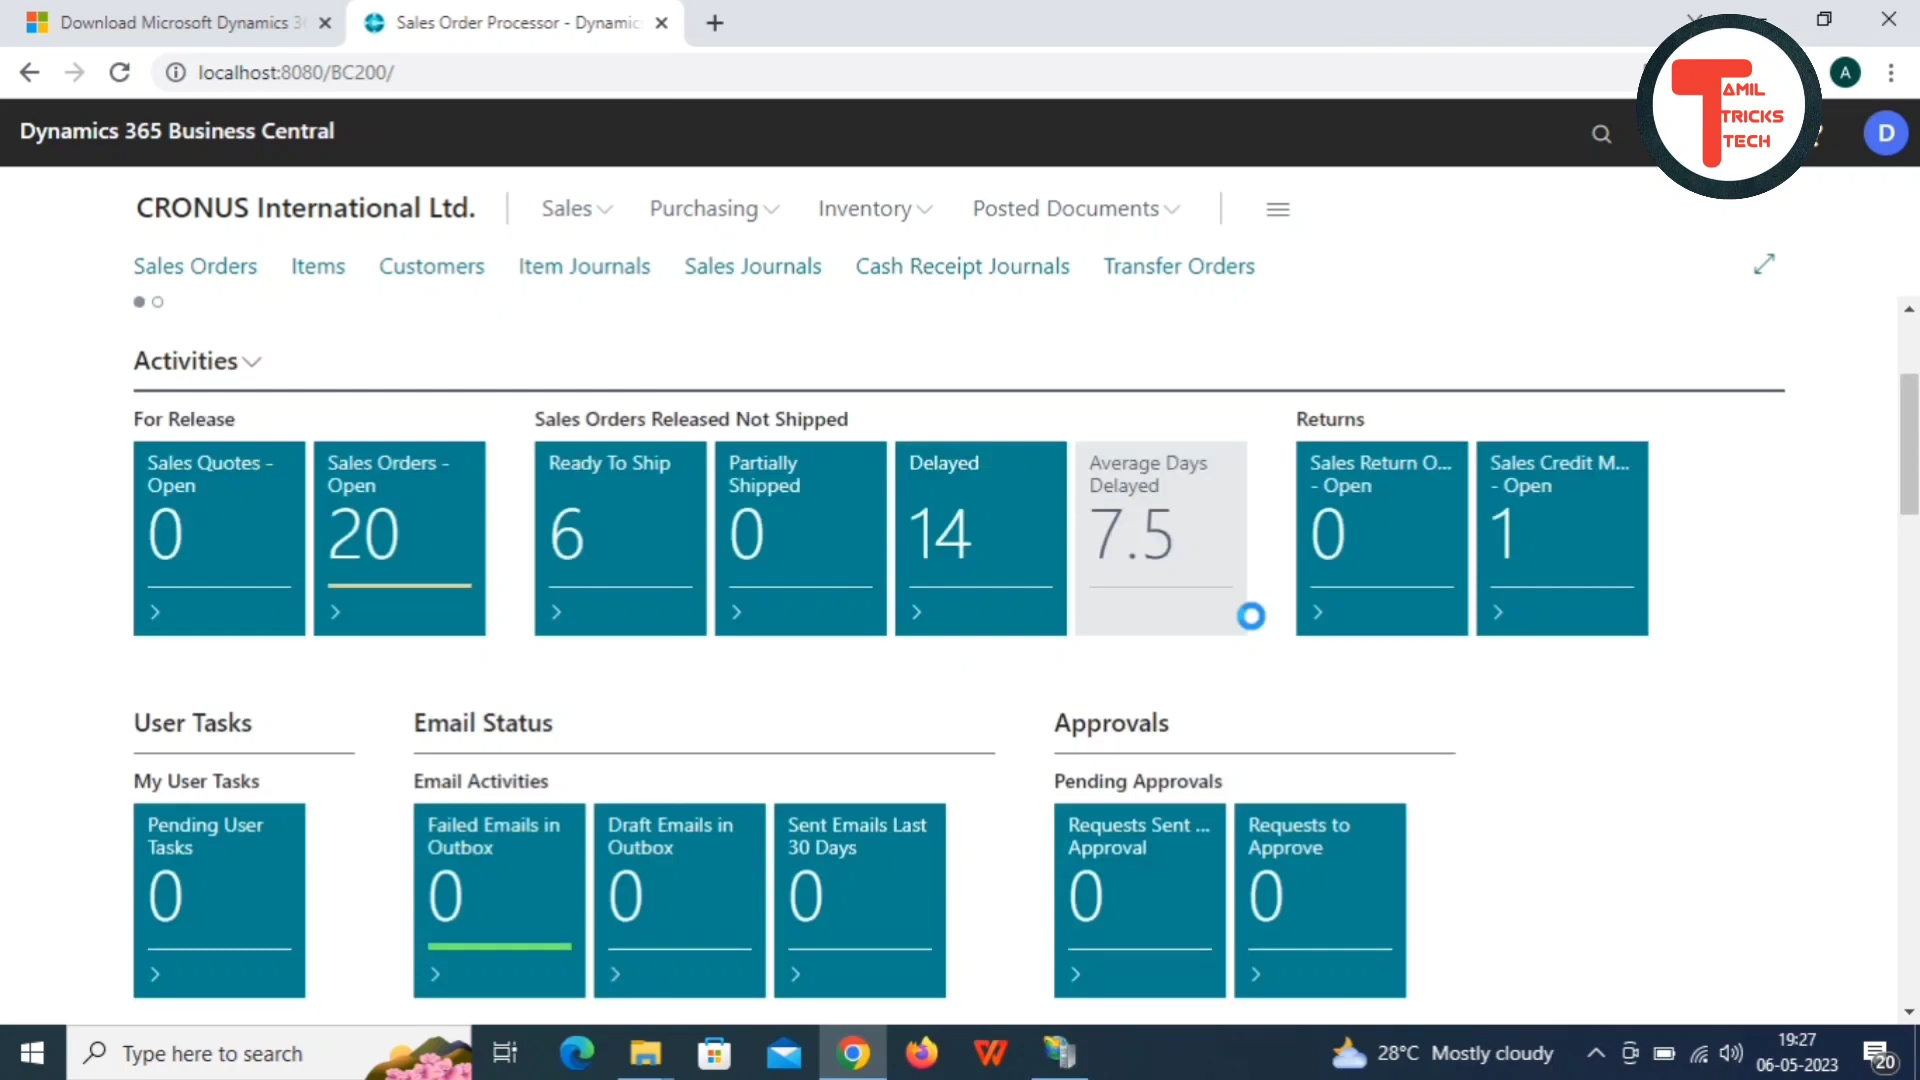 Download Microsoft Dynamics 3
Sales Order Processor - Dynamic
localhost:8080/BC200/
A
TAMIL
TRICKS
TECH
Dynamics 365 Business Central
D
CRONUS International Ltd.
Sales
Purchasing
Inventory
Posted Documents
Sales Orders
Items
Customers
Item Journals
Sales Journals
Cash Receipt Journals
Transfer Orders
Activities
For Release
Sales Orders Released Not Shipped
Returns
Sales Quotes -
Open
0
Sales Orders -
Open
20
Ready To Ship
6
Partially
Shipped
0
Delayed
14
Average Days
Delayed
7.5
Sales Return O...
- Open
0
Sales Credit M...
- Open
1
User Tasks
Email Status
Approvals
My User Tasks
Email Activities
Pending Approvals
Pending User
Tasks
0
Failed Emails in
Outbox
0
Draft Emails in
Outbox
0
Sent Emails Last
30 Days
0
Requests Sent ...
Approval
0
Requests to
Approve
0
Type here to search
28°C Mostly cloudy
19:27
06-05-2023
20